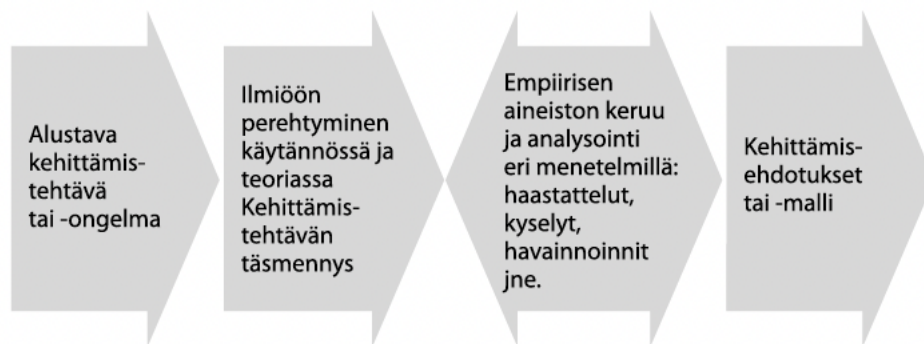 Alustava
kehittämis-
tehtävä
tai -ongelma
Ilmiöön
perehtyminen
käytännössä ja
teoriassa
Kehittämis-
tehtävän
täsmennys
Empiirisen
aineiston keruu
ja analysointi
eri menetelmillä:
haastattelut,
kyselyt,
havainnoinnit
jne.
Kehittämis-
ehdotukset
tai -malli